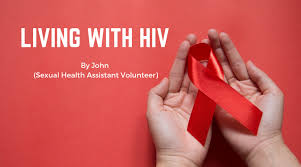 LIVING WITH HIV
By John
(Sexual Health Assistant Volunteer)